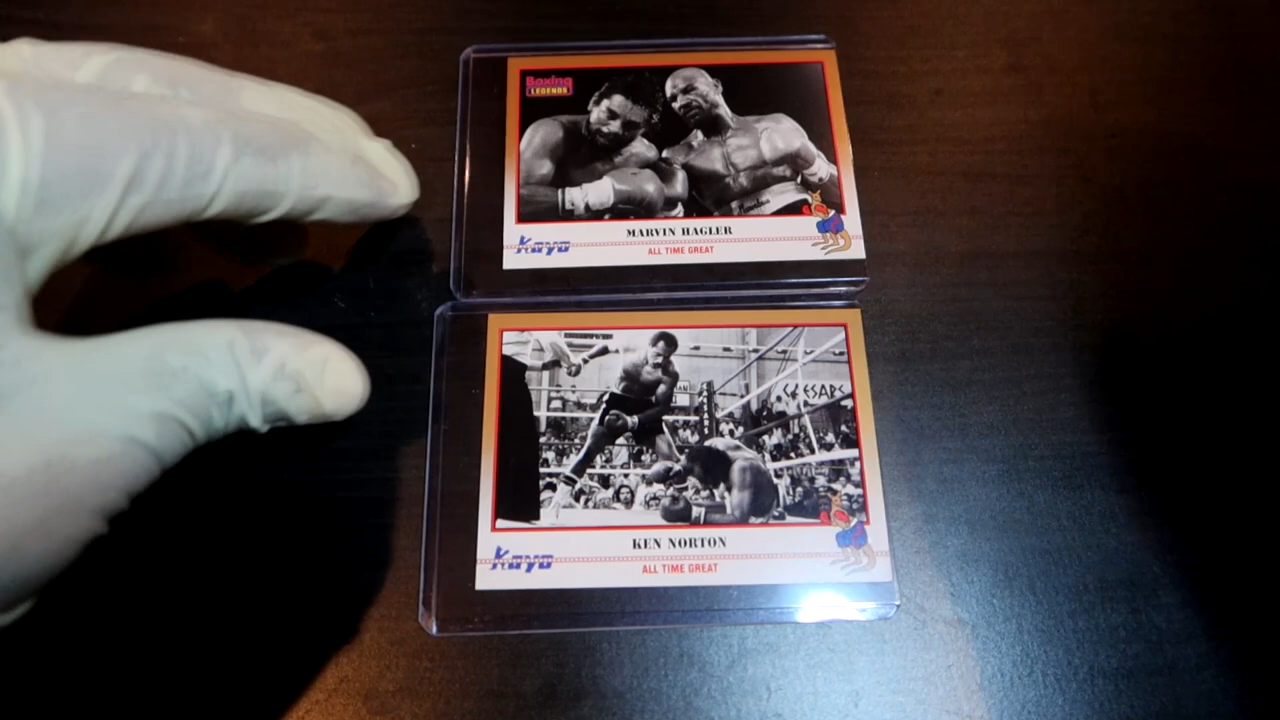 Boxing
LEGENDS
MARVIN HAGLER
Kayo
ALL TIME GREAT
CAESARS
KEN NORTON
Kayo
ALL TIME GREAT